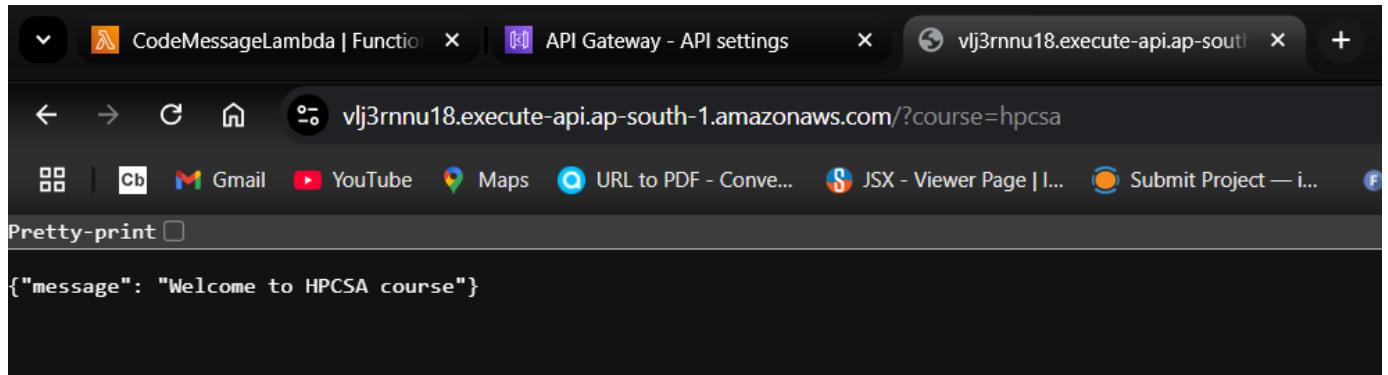 CodeMessageLambda | Functio
API Gateway - API settings
vlj3rnnu18.execute-api.ap-sout
vlj3rnnu18.execute-api.ap-south-1.amazonaws.com/?course=hpcsa
Cb
Gmail
YouTube
Maps
URL to PDF - Conve...
JSX - Viewer Page | I...
Submit Project — i...
F
Pretty-print
{"message": "Welcome to HPCSA course"}